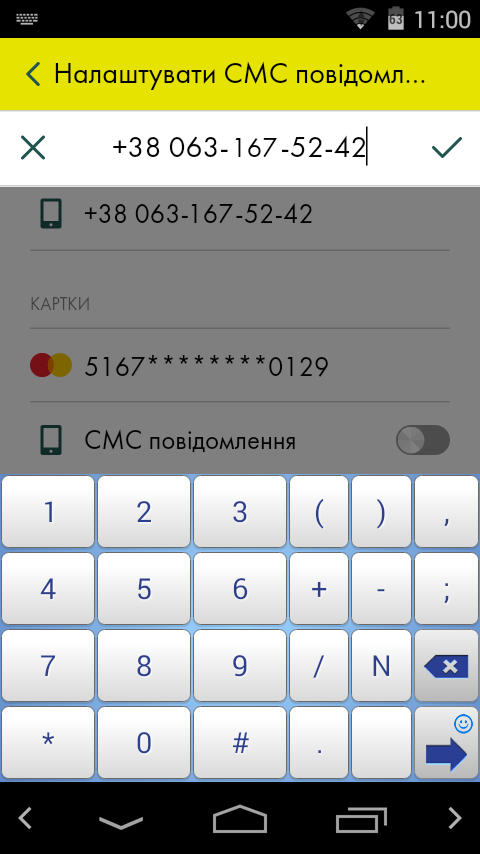 63 11:00
Налаштувати СМС повідомл...
+38 063-167-52-42
+38 063-167-52-42
КАРТКИ
5167********0129
СМС повідомлення
1 2 3 ( ) ,
4 5 6 + - ;
7 8 9 / N
* 0 # .